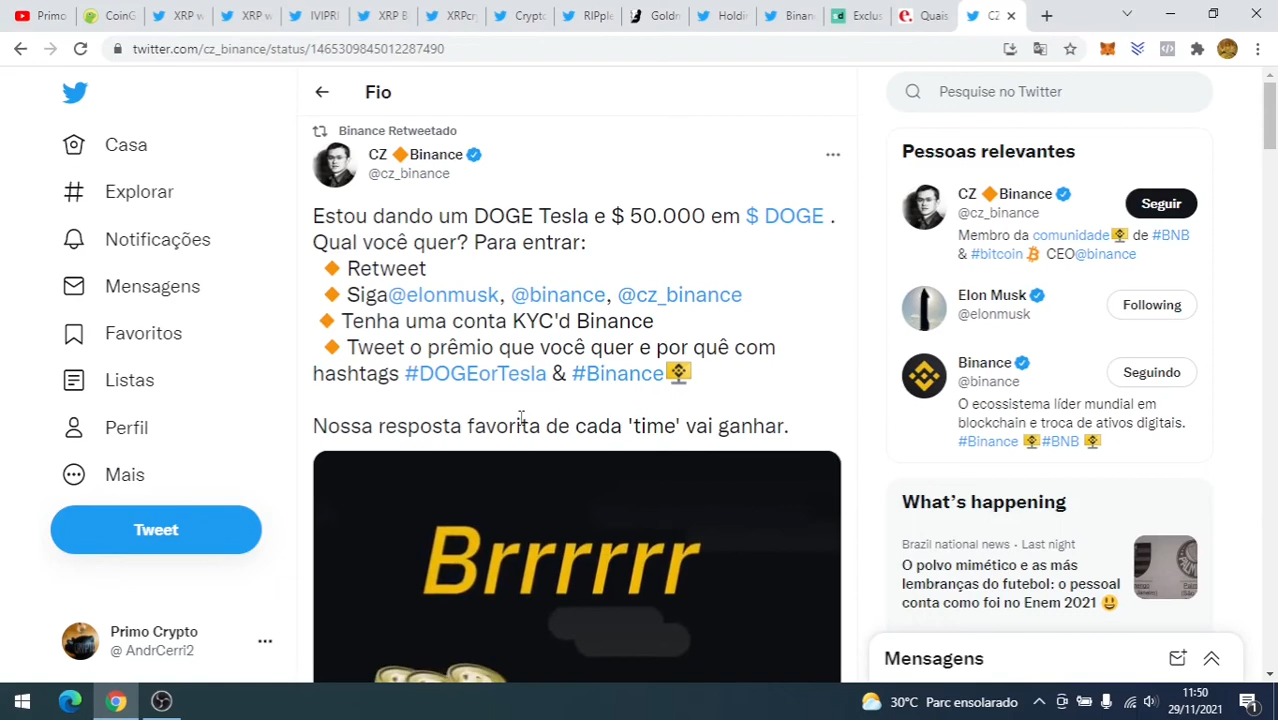 Primo
CoinG
XRP w
XRP w
IVIPRI
XRP B
XRPcry
Crypto
RIPple
Goldm
Holdin
Binan
Exclus
Quais
CZ
twitter.com/cz_binance/status/1465309845012287490
Casa
Explorar
Notificações
Mensagens
Favoritos
Listas
Perfil
Mais
Tweet
Primo Crypto
@ AndrCerri2
Fio
Binance Retweetado
CZ 🔶Binance
@cz_binance
Estou dando um DOGE Tesla e $ 50.000 em $ DOGE .
Qual você quer? Para entrar:
🔶 Retweet
🔶 Siga@elonmusk, @binance, @cz_binance
🔶 Tenha uma conta KYC'd Binance
🔶 Tweet o prêmio que você quer e por quê com
hashtags #DOGEorTesla & #Binance
Nossa resposta favorita de cada 'time' vai ganhar.
Brrrrrr
Pesquise no Twitter
Pessoas relevantes
CZ 🔶Binance
@cz_binance
Seguir
Membro da comunidade de #BNB
& #bitcoin CEO@binance
Elon Musk
@elonmusk
Following
Binance
@binance
Seguindo
O ecossistema líder mundial em
blockchain e troca de ativos digitais.
#Binance #BNB
What's happening
Brazil national news · Last night
O polvo mimético e as más
lembranças do futebol: o pessoal
conta como foi no Enem 2021 😃
Mensagens
30°C Parc ensolarado
11:50
29/11/2021